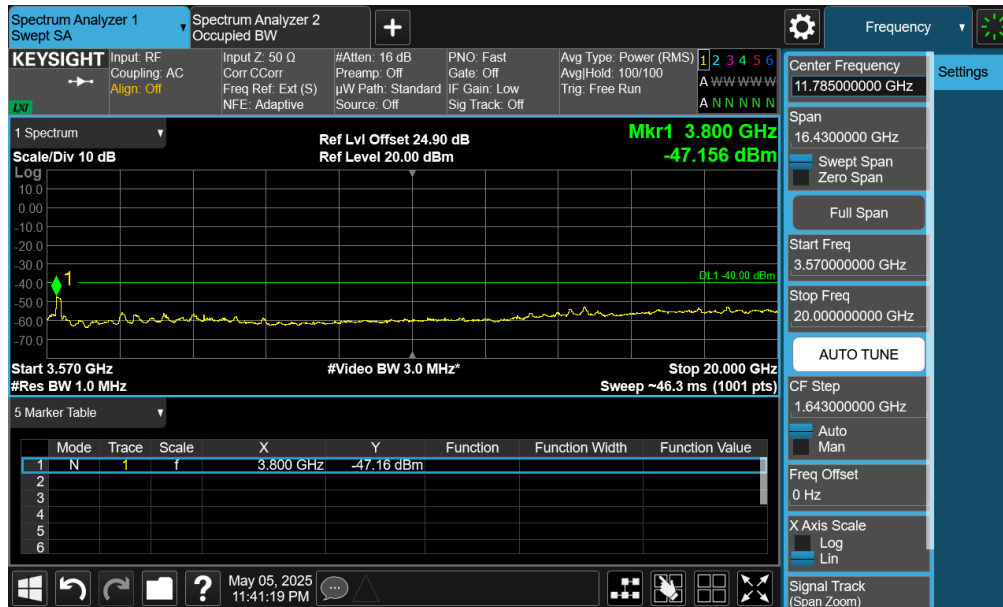 Spectrum Analyzer 1
Swept SA
Spectrum Analyzer 2
Occupied BW
+
Frequency
KEYSIGHT
LXI
Input: RF
Coupling: AC
Align: Off
Input Z: 50 Ω
Corr CCorr
Freq Ref: Ext (S)
NFE: Adaptive
#Atten: 16 dB
Preamp: Off
µW Path: Standard
Source: Off
PNO: Fast
Gate: Off
IF Gain: Low
Sig Track: Off
Avg Type: Power (RMS)
Avg|Hold: 100/100
Trig: Free Run
1 2 3 4 5 6
A W W W W W
A N N N N N
1 Spectrum
Scale/Div 10 dB
Ref Lvl Offset 24.90 dB
Ref Level 20.00 dBm
Mkr1 3.800 GHz
-47.156 dBm
Log
10.0
0.00
-10.0
-20.0
-30.0
-40.0
-50.0
-60.0
-70.0
1
DL1 -40.00 dBm
Start 3.570 GHz
#Res BW 1.0 MHz
#Video BW 3.0 MHz*
Stop 20.000 GHz
Sweep ~46.3 ms (1001 pts)
5 Marker Table
Mode Trace Scale X Y Function Function Width Function Value
1 N 1 f 3.800 GHz -47.16 dBm
2
3
4
5
6
Center Frequency
11.785000000 GHz
Span
16.4300000 GHz
Swept Span
Zero Span
Full Span
Start Freq
3.570000000 GHz
Stop Freq
20.000000000 GHz
AUTO TUNE
CF Step
1.643000000 GHz
Auto
Man
Freq Offset
0 Hz
X Axis Scale
Log
Lin
Signal Track
(Span Zoom)
Settings
?
May 05, 2025
11:41:19 PM